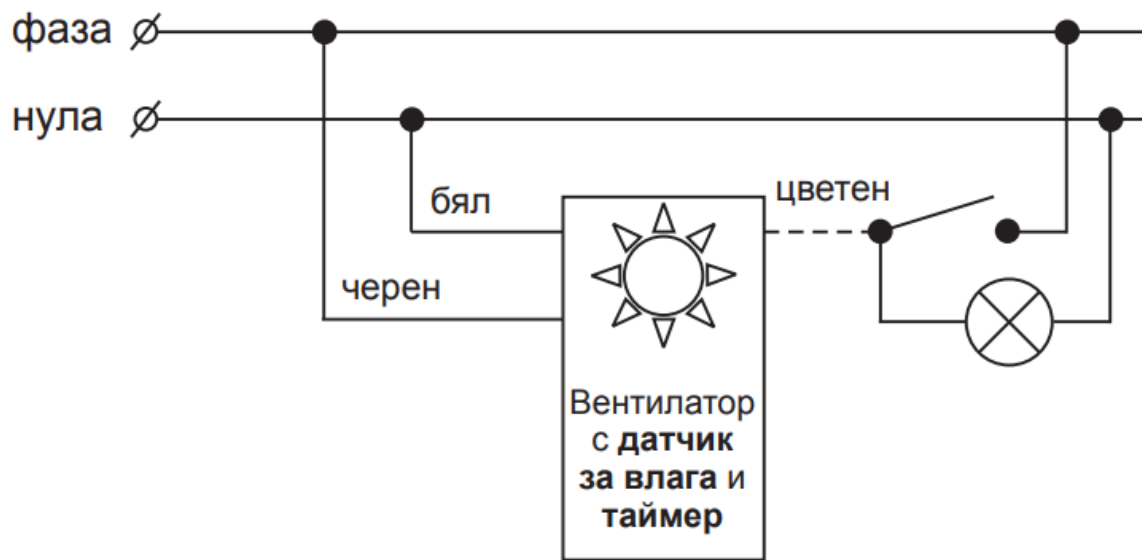 фаза
нула
бял
цветен
черен
Вентилатор
с датчик
за влага и
таймер